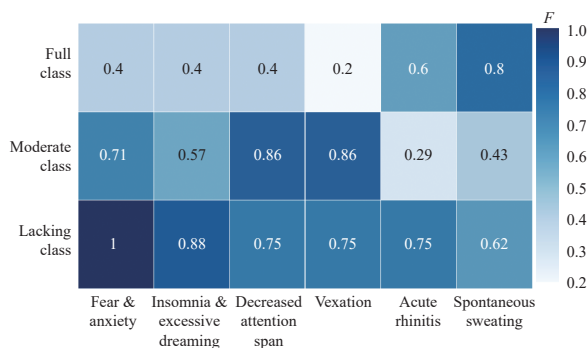 F
Full
class
0.4 0.4 0.4 0.2 0.6 0.8
Moderate
class
0.71 0.57 0.86 0.86 0.29 0.43
Lacking
class
1 0.88 0.75 0.75 0.75 0.62
Fear &
anxiety
Insomnia &
excessive
dreaming
Decreased
attention
span
Vexation
Acute
rhinitis
Spontaneous
sweating
1.0
0.9
0.8
0.7
0.6
0.5
0.4
0.3
0.2